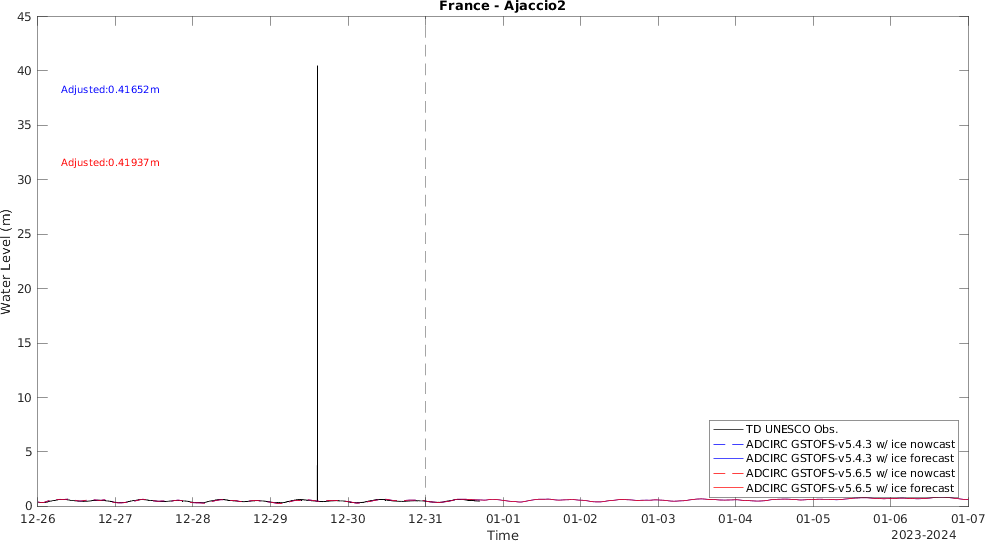 France - Ajaccio2
45
40
35
30
25
20
15
10
5
0
Water Level (m)
Adjusted:0.41652m
Adjusted:0.41937m
TD UNESCO Obs.
ADCIRC GSTOFS-v5.4.3 w/ ice nowcast
ADCIRC GSTOFS-v5.4.3 w/ ice forecast
ADCIRC GSTOFS-v5.6.5 w/ ice nowcast
ADCIRC GSTOFS-v5.6.5 w/ ice forecast
12-26 12-27 12-28 12-29 12-30 12-31 01-01 01-02 01-03 01-04 01-05 01-06 01-07
Time
2023-2024